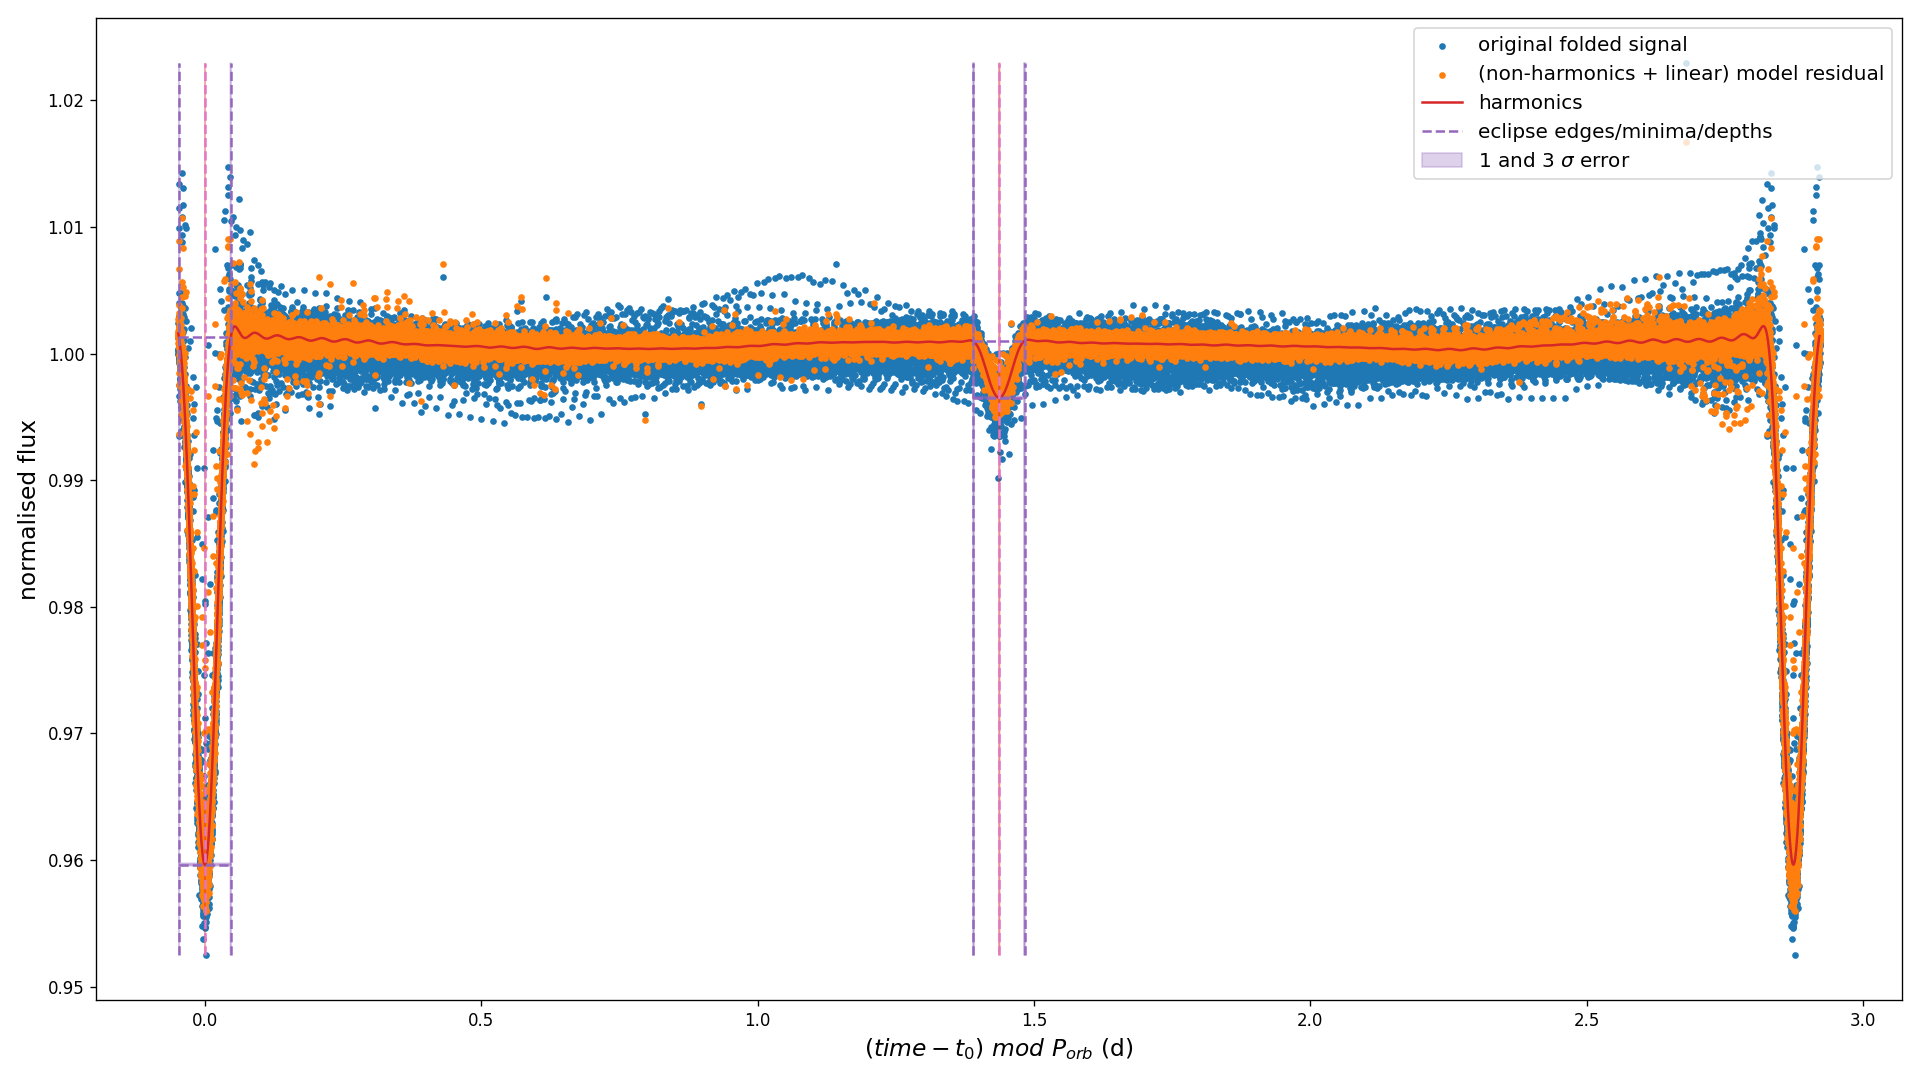 original folded signal
(non-harmonics + linear) model residual
harmonics
eclipse edges/minima/depths
1 and 3 σ error
normalised flux
1.02
1.01
1.00
0.99
0.98
0.97
0.96
0.95
0.0 0.5 1.0 1.5 2.0 2.5 3.0
(time − t₀) mod Pₒᵣb (d)